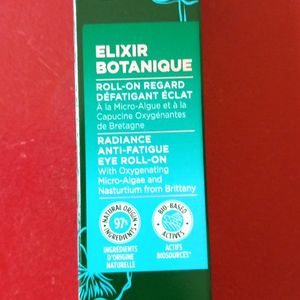 ELIXIR
BOTANIQUE
ROLL-ON REGARD
DÉFATIGANT ÉCLAT
À la Micro-Algue et à la
Capucine Oxygénantes
de Bretagne
RADIANCE
ANTI-FATIGUE
EYE ROLL-ON
With Oxygenating
Micro-Algae and
Nasturtium from Brittany
NATURAL ORIGIN
97%
INGREDIENTS
BIO-BASED
ACTIVES
INGRÉDIENTS
D'ORIGINE
NATURELLE
ACTIFS
BIOSOURCÉS*